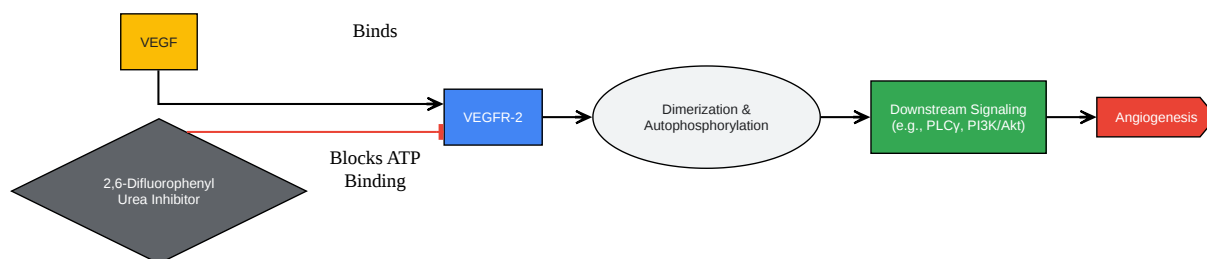 VEGF
Binds
VEGFR-2
Dimerization &
Autophosphorylation
Downstream Signaling
(e.g., PLCγ, PI3K/Akt)
Angiogenesis
Blocks ATP
Binding
2,6-Difluorophenyl
Urea Inhibitor